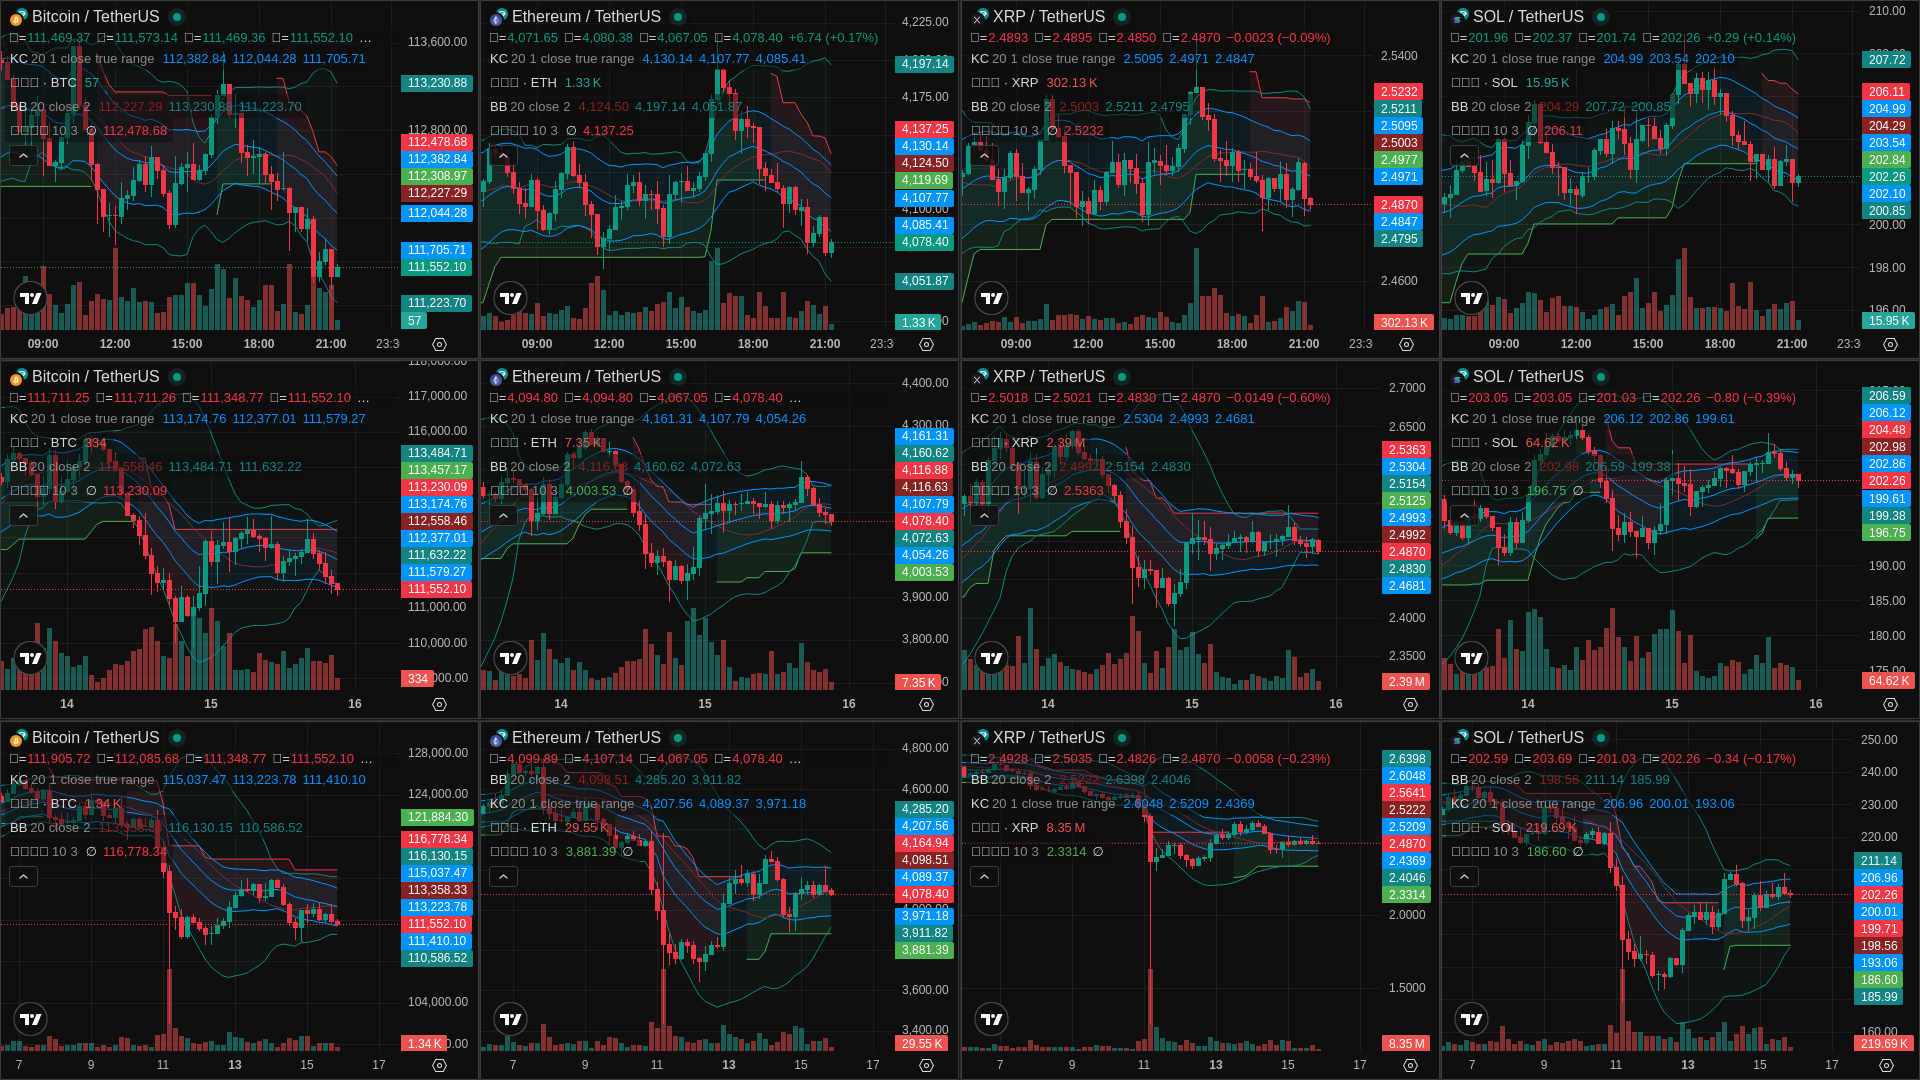 Bitcoin / TetherUS
□=111,469.37 □=111,573.14 □=111,469.36 □=111,552.10 …
KC 20 1 close true range 112,382.84 112,044.28 111,705.71
□□□ · BTC 57
BB 20 close 2 112,227.29 113,230.88 111,223.70
□□□□ 10 3 ∅ 112,478.68
113,600.00
113,230.88
112,800.00
112,478.68
112,382.84
112,308.97
112,227.29
112,044.28
111,705.71
111,552.10
111,223.70
57
09:00 12:00 15:00 18:00 21:00 23:3
Ethereum / TetherUS
□=4,071.65 □=4,080.38 □=4,067.05 □=4,078.40 +6.74 (+0.17%)
KC 20 1 close true range 4,130.14 4,107.77 4,085.41
□□□ · ETH 1.33 K
BB 20 close 2 4,124.50 4,197.14 4,051.87
□□□□ 10 3 ∅ 4,137.25
4,225.00
4,197.14
4,175.00
4,137.25
4,130.14
4,124.50
4,119.69
4,107.77
4,100.00
4,085.41
4,078.40
4,051.87
1.33 K
09:00 12:00 15:00 18:00 21:00 23:3
XRP / TetherUS
□=2.4893 □=2.4895 □=2.4850 □=2.4870 −0.0023 (−0.09%)
KC 20 1 close true range 2.5095 2.4971 2.4847
□□□ · XRP 302.13 K
BB 20 close 2 2.5003 2.5211 2.4795
□□□□ 10 3 ∅ 2.5232
2.5400
2.5232
2.5211
2.5095
2.5003
2.4977
2.4971
2.4870
2.4847
2.4795
2.4600
302.13 K
09:00 12:00 15:00 18:00 21:00 23:3
SOL / TetherUS
□=201.96 □=202.37 □=201.74 □=202.26 +0.29 (+0.14%)
KC 20 1 close true range 204.99 203.54 202.10
□□□ · SOL 15.95 K
BB 20 close 2 204.29 207.72 200.85
□□□□ 10 3 ∅ 206.11
210.00
207.72
206.11
204.99
204.29
203.54
202.84
202.26
202.10
200.85
200.00
198.00
196.00
15.95 K
09:00 12:00 15:00 18:00 21:00 23:3
Bitcoin / TetherUS
□=111,711.25 □=111,711.26 □=111,348.77 □=111,552.10 …
KC 20 1 close true range 113,174.76 112,377.01 111,579.27
□□□ · BTC 334
BB 20 close 2 112,558.46 113,484.71 111,632.22
□□□□ 10 3 ∅ 113,230.09
118,000.00
117,000.00
116,000.00
113,484.71
113,457.17
113,230.09
113,174.76
112,558.46
112,377.01
111,632.22
111,579.27
111,552.10
111,000.00
110,000.00
334
14 15 16
Ethereum / TetherUS
□=4,094.80 □=4,094.80 □=4,067.05 □=4,078.40 …
KC 20 1 close true range 4,161.31 4,107.79 4,054.26
□□□ · ETH 7.35 K
BB 20 close 2 4,116.63 4,160.62 4,072.63
□□□□ 10 3 4,003.53 ∅
4,400.00
4,300.00
4,161.31
4,160.62
4,116.88
4,116.63
4,107.79
4,078.40
4,072.63
4,054.26
4,003.53
3,900.00
3,800.00
7.35 K
14 15 16
XRP / TetherUS
□=2.5018 □=2.5021 □=2.4830 □=2.4870 −0.0149 (−0.60%)
KC 20 1 close true range 2.5304 2.4993 2.4681
□□□ · XRP 2.39 M
BB 20 close 2 2.4992 2.5154 2.4830
□□□□ 10 3 ∅ 2.5363
2.7000
2.6500
2.5363
2.5304
2.5154
2.5125
2.4993
2.4992
2.4870
2.4830
2.4681
2.4000
2.3500
2.39 M
14 15 16
SOL / TetherUS
□=203.05 □=203.05 □=201.03 □=202.26 −0.80 (−0.39%)
KC 20 1 close true range 206.12 202.86 199.61
□□□ · SOL 64.62 K
BB 20 close 2 202.98 206.59 199.38
□□□□ 10 3 196.75 ∅
206.59
206.12
204.48
202.98
202.86
202.26
199.61
199.38
196.75
190.00
185.00
180.00
175.00
64.62 K
14 15 16
Bitcoin / TetherUS
□=111,905.72 □=112,085.68 □=111,348.77 □=111,552.10 …
KC 20 1 close true range 115,037.47 113,223.78 111,410.10
□□□ · BTC 1.34 K
BB 20 close 2 113,358.33 116,130.15 110,586.52
□□□□ 10 3 ∅ 116,778.34
128,000.00
124,000.00
121,884.30
116,778.34
116,130.15
115,037.47
113,358.33
113,223.78
111,552.10
111,410.10
110,586.52
104,000.00
1.34 K
7 9 11 13 15 17
Ethereum / TetherUS
□=4,099.89 □=4,107.14 □=4,067.05 □=4,078.40 …
BB 20 close 2 4,098.51 4,285.20 3,911.82
KC 20 1 close true range 4,207.56 4,089.37 3,971.18
□□□ · ETH 29.55 K
□□□□ 10 3 3,881.39 ∅
4,800.00
4,600.00
4,285.20
4,207.56
4,164.94
4,098.51
4,089.37
4,078.40
4,000.00
3,971.18
3,911.82
3,881.39
3,600.00
3,400.00
29.55 K
7 9 11 13 15 17
XRP / TetherUS
□=2.4928 □=2.5035 □=2.4826 □=2.4870 −0.0058 (−0.23%)
BB 20 close 2 2.5222 2.6398 2.4046
KC 20 1 close true range 2.6048 2.5209 2.4369
□□□ · XRP 8.35 M
□□□□ 10 3 2.3314 ∅
2.6398
2.6048
2.5641
2.5222
2.5209
2.4870
2.4369
2.4046
2.3314
2.0000
1.5000
8.35 M
7 9 11 13 15 17
SOL / TetherUS
□=202.59 □=203.69 □=201.03 □=202.26 −0.34 (−0.17%)
BB 20 close 2 198.56 211.14 185.99
KC 20 1 close true range 206.96 200.01 193.06
□□□ · SOL 219.69 K
□□□□ 10 3 186.60 ∅
250.00
240.00
230.00
220.00
211.14
206.96
202.26
200.01
199.71
198.56
193.06
186.60
185.99
160.00
219.69 K
7 9 11 13 15 17